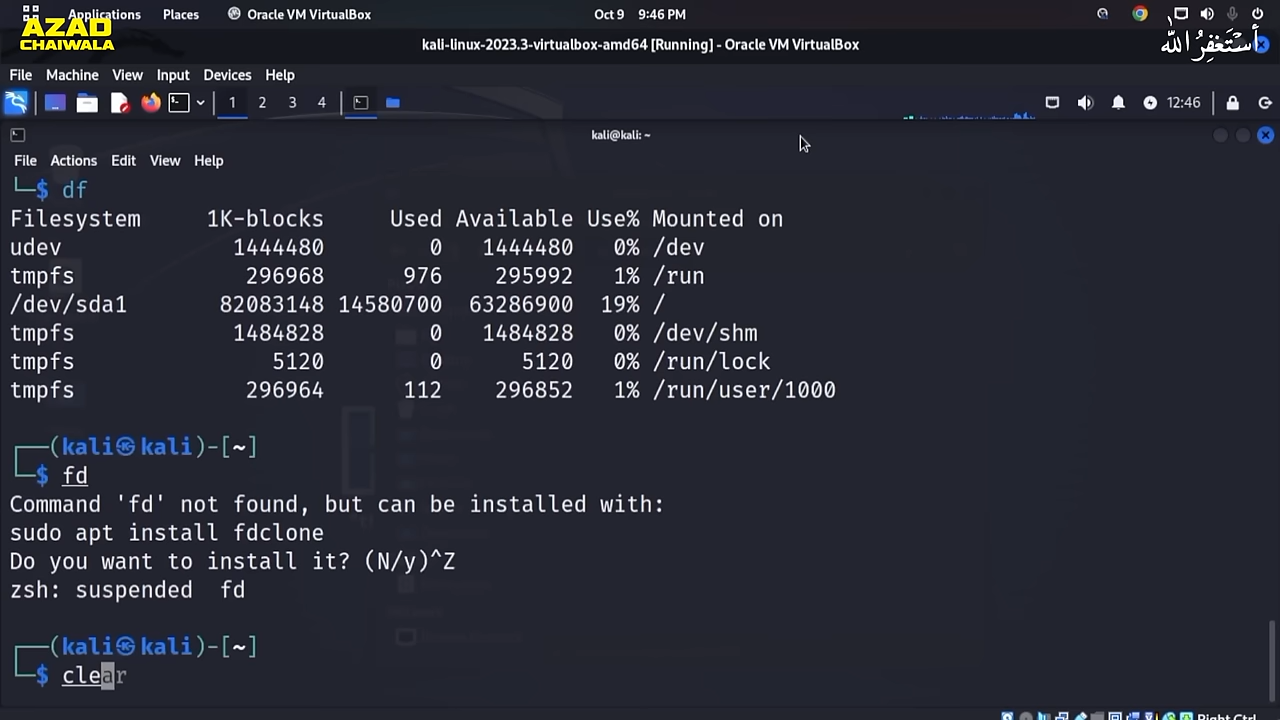 Applications Places Oracle VM VirtualBox Oct 9 9:46 PM
AZAD
CHAIWALA
أستغفر الله
kali-linux-2023.3-virtualbox-amd64 [Running] - Oracle VM VirtualBox
File Machine View Input Devices Help
1 2 3 4 12:46
kali@kali: ~
File Actions Edit View Help
└─$ df
Filesystem 1K-blocks Used Available Use% Mounted on
udev 1444480 0 1444480 0% /dev
tmpfs 296968 976 295992 1% /run
/dev/sda1 82083148 14580700 63286900 19% /
tmpfs 1484828 0 1484828 0% /dev/shm
tmpfs 5120 0 5120 0% /run/lock
tmpfs 296964 112 296852 1% /run/user/1000
┌──(kali㉿kali)-[~]
└─$ fd
Command 'fd' not found, but can be installed with:
sudo apt install fdclone
Do you want to install it? (N/y)^Z
zsh: suspended fd
┌──(kali㉿kali)-[~]
└─$ clear
Right Ctrl